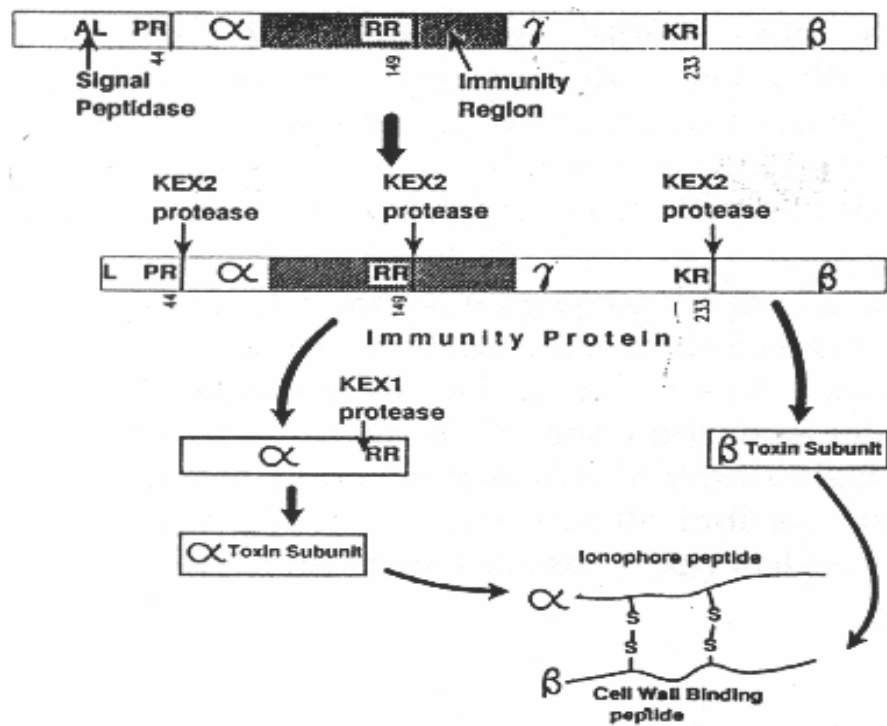 AL PR α RR γ KR β
44 149 233
Signal
Peptidase
Immunity
Region
KEX2
protease
KEX2
protease
KEX2
protease
L PR α RR γ KR β
44 149 233
Immunity Protein
KEX1
protease
α RR
β Toxin Subunit
α Toxin Subunit
Ionophore peptide
α
S S
S S
β
Cell Wall Binding
peptide